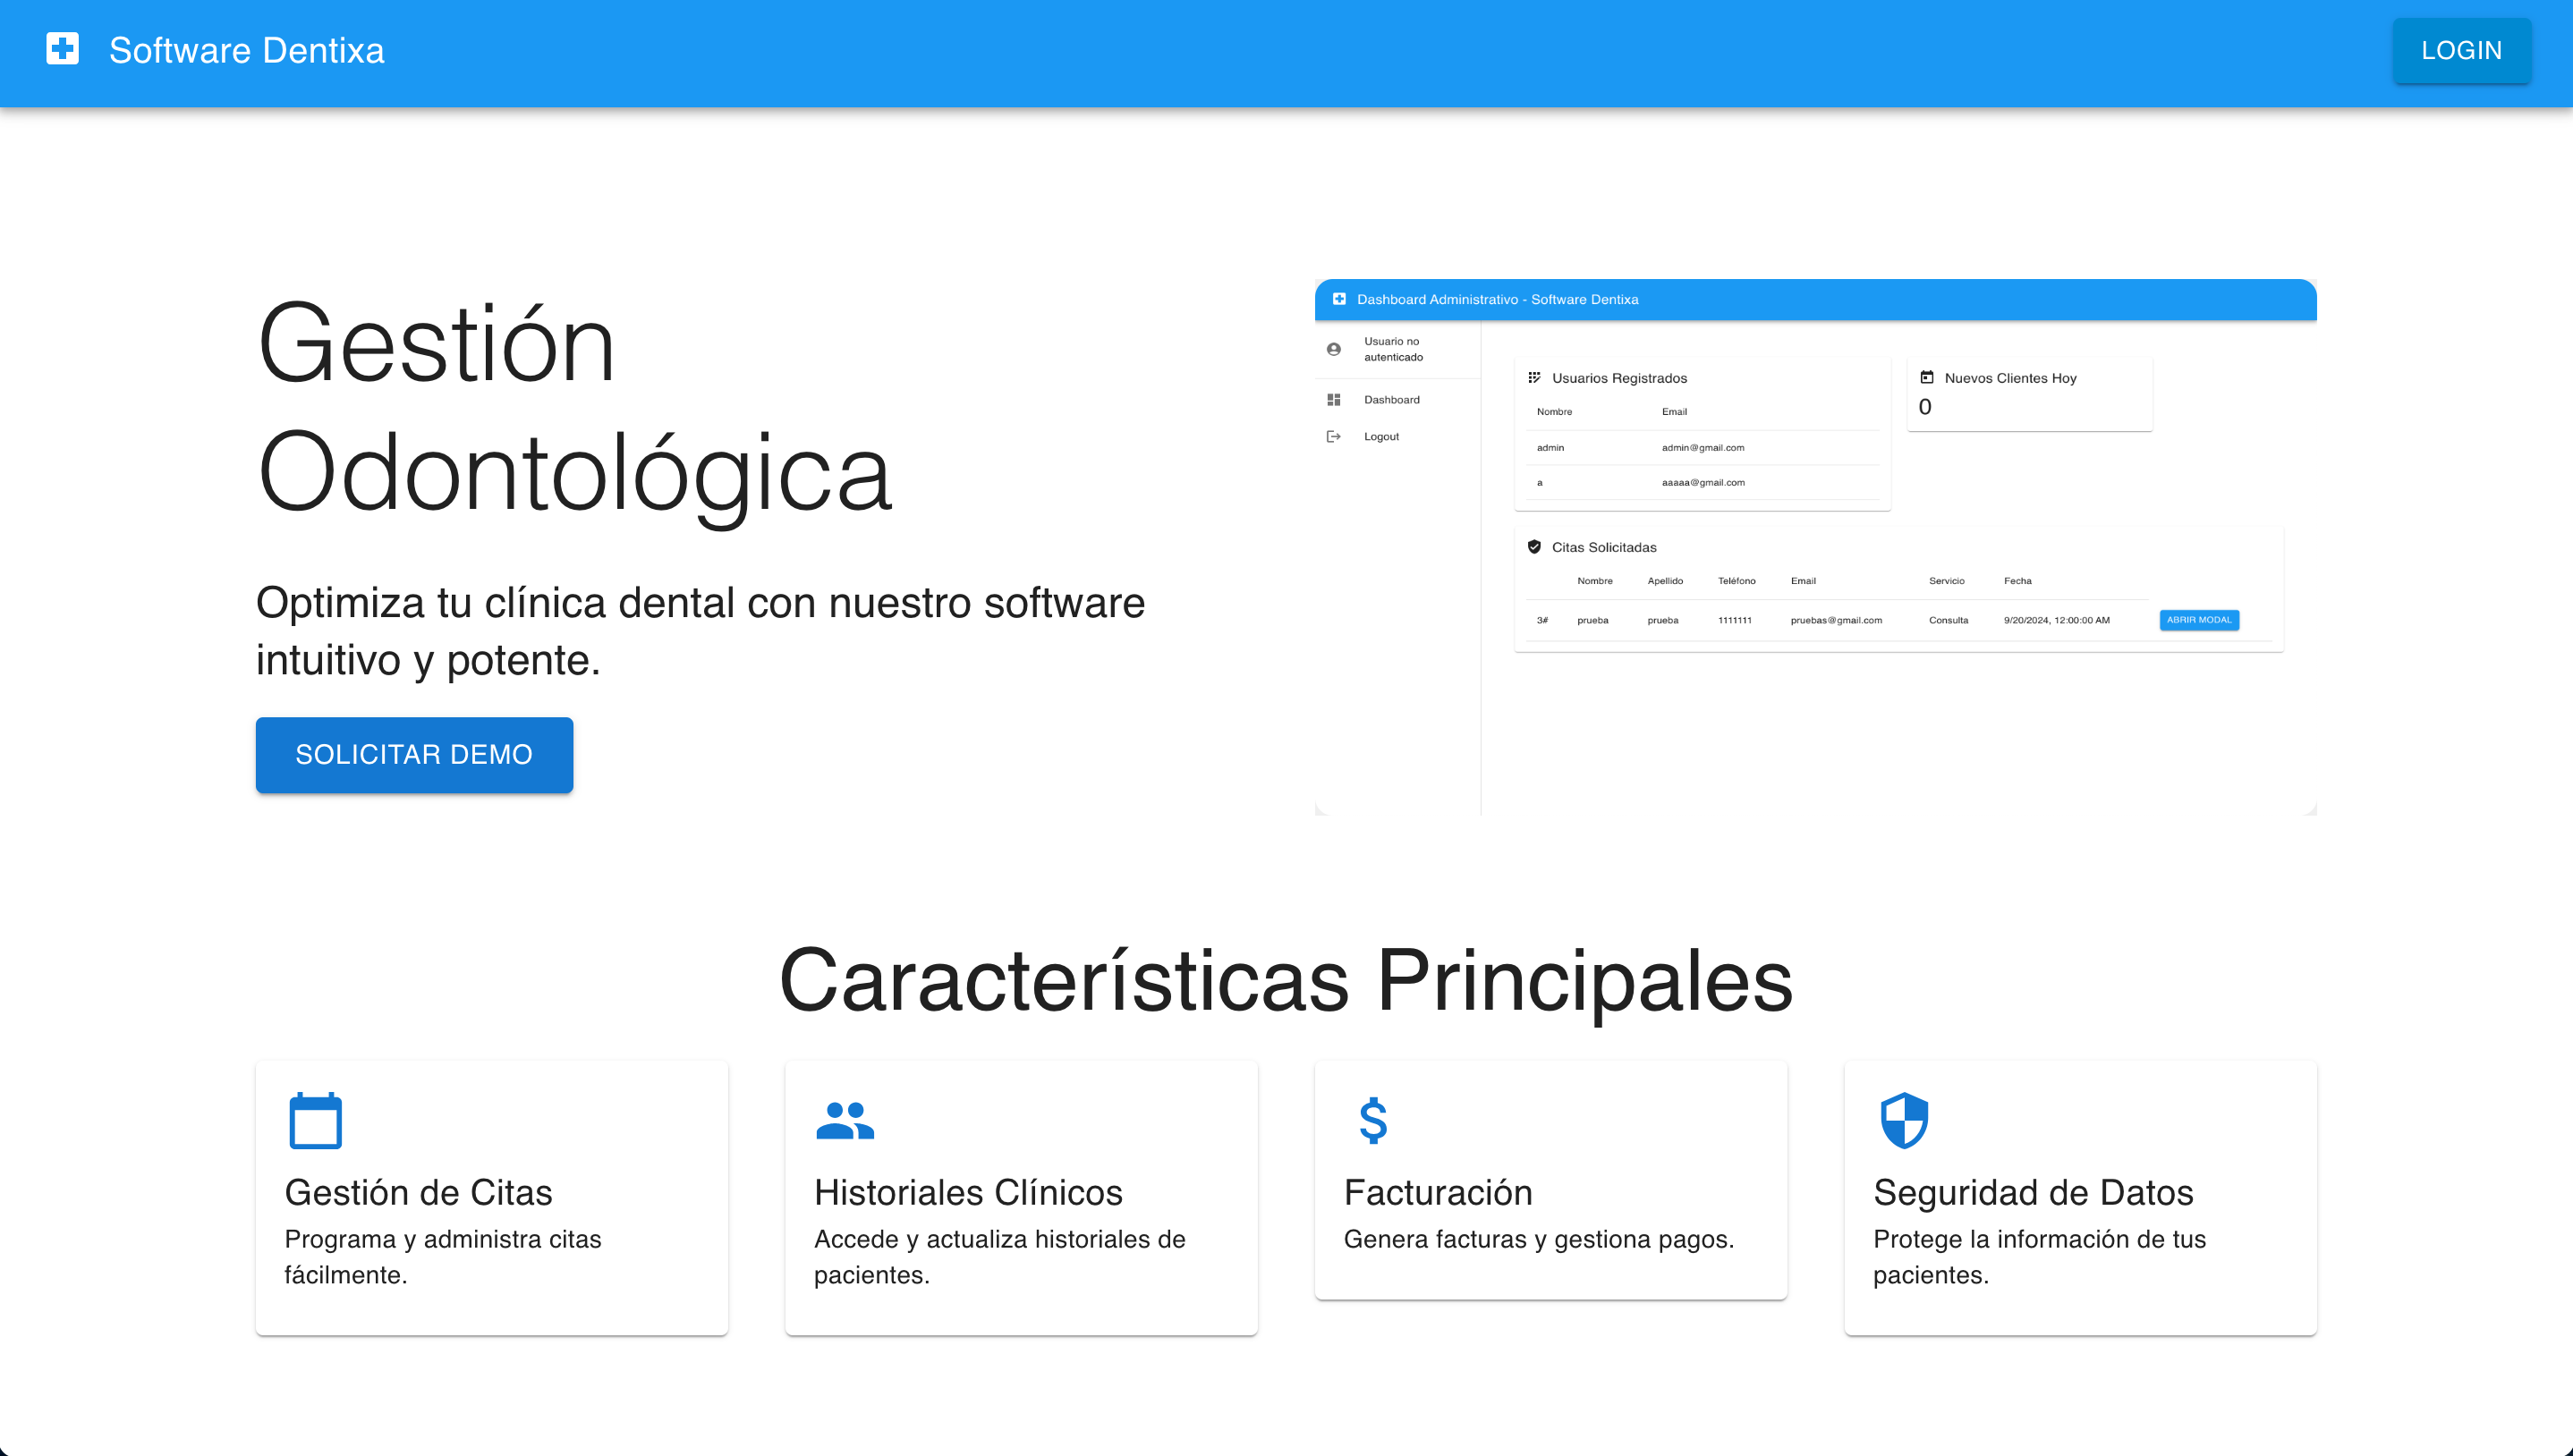 Software Dentixa
LOGIN
Gestión
Odontológica
Optimiza tu clínica dental con nuestro software
intuitivo y potente.
SOLICITAR DEMO
Dashboard Administrativo - Software Dentixa
Usuario no
autenticado
Dashboard
Logout
Usuarios Registrados
Nombre Email
admin admin@gmail.com
a aaaaa@gmail.com
Nuevos Clientes Hoy
0
Citas Solicitadas
Nombre Apellido Teléfono Email Servicio Fecha
3# prueba prueba 1111111 pruebas@gmail.com Consulta 9/20/2024, 12:00:00 AM ABRIR MODAL
Características Principales
Gestión de Citas
Programa y administra citas
fácilmente.
Historiales Clínicos
Accede y actualiza historiales de
pacientes.
Facturación
Genera facturas y gestiona pagos.
Seguridad de Datos
Protege la información de tus
pacientes.